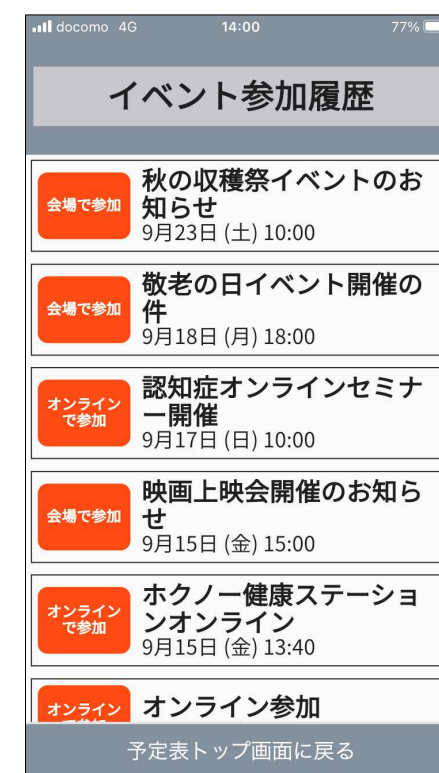 docomo 4G 14:00 77%
イベント参加履歴
会場で参加
秋の収穫祭イベントのお
知らせ
9月23日 (土) 10:00
会場で参加
敬老の日イベント開催の
件
9月18日 (月) 18:00
オンライン
で参加
認知症オンラインセミナ
ー開催
9月17日 (日) 10:00
会場で参加
映画上映会開催のお知ら
せ
9月15日 (金) 15:00
オンライン
で参加
ホクノー健康ステーショ
ンオンライン
9月15日 (金) 13:40
オンライン
オンライン参加
予定表トップ画面に戻る